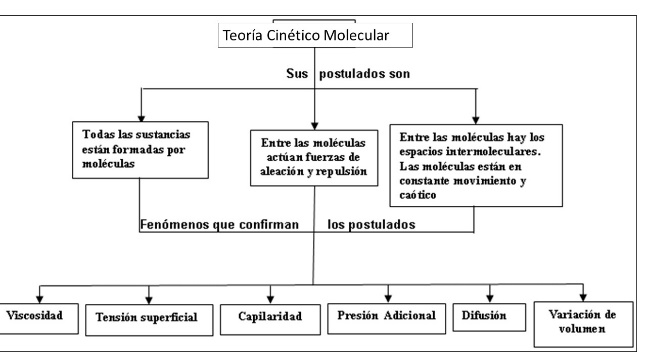 Teoría Cinético Molecular
Sus postulados son
Todas las sustancias
están formadas por
moléculas
Entre las moléculas
actúan fuerzas de
aleación y repulsión
Entre las moléculas hay los
espacios intermoleculares.
Las moléculas están en
constante movimiento y
caótico
Fenómenos que confirman los postulados
Viscosidad
Tensión superficial
Capilaridad
Presión Adicional
Difusión
Variación de
volumen